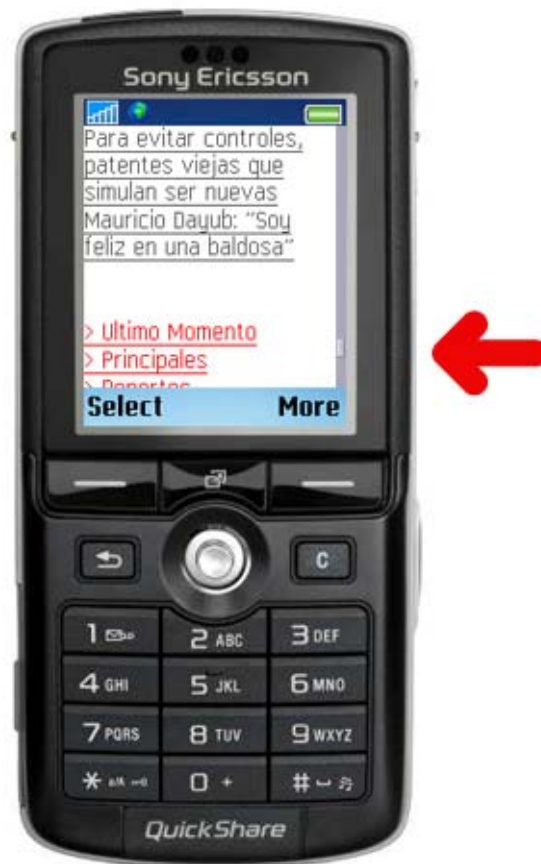 Sony Ericsson
Para evitar controles,
patentes viejas que
simulan ser nuevas
Mauricio Dayub: "Soy
feliz en una baldosa"
> Ultimo Momento
> Principales
> Deportes
Select More
C
1 2 ABC 3 DEF
4 GHI 5 JKL 6 MNO
7 PQRS 8 TUV 9 WXYZ
* a/A 0 + #
QuickShare